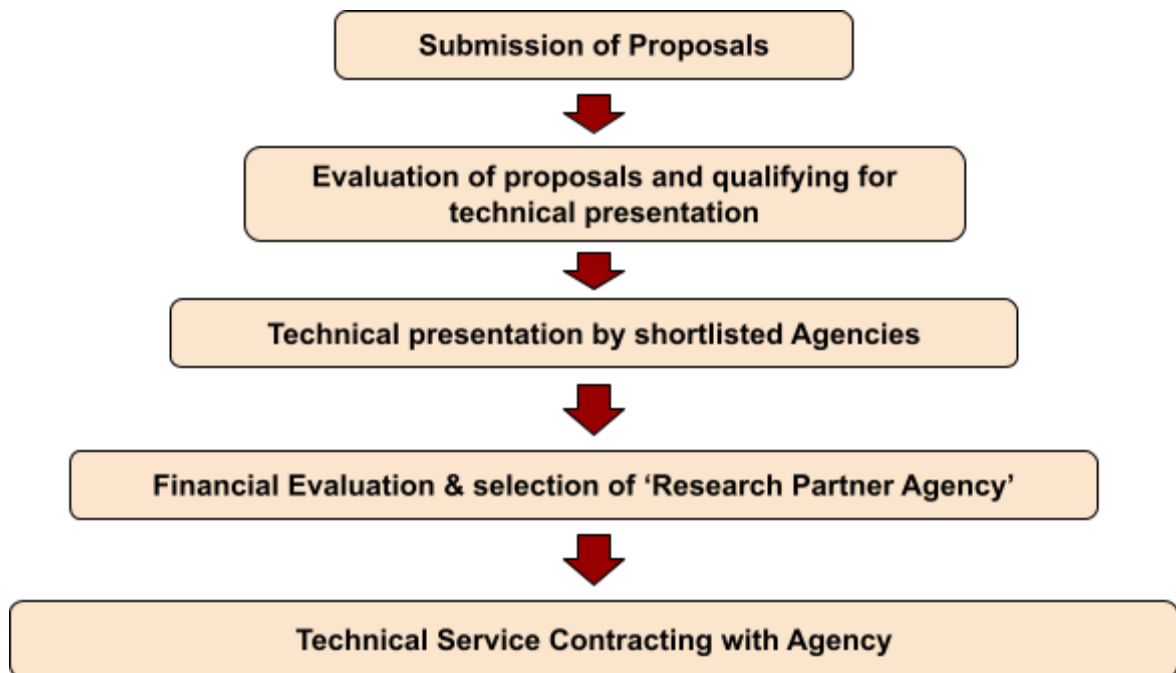 Submission of Proposals
Evaluation of proposals and qualifying for
technical presentation
Technical presentation by shortlisted Agencies
Financial Evaluation & selection of ‘Research Partner Agency’
Technical Service Contracting with Agency